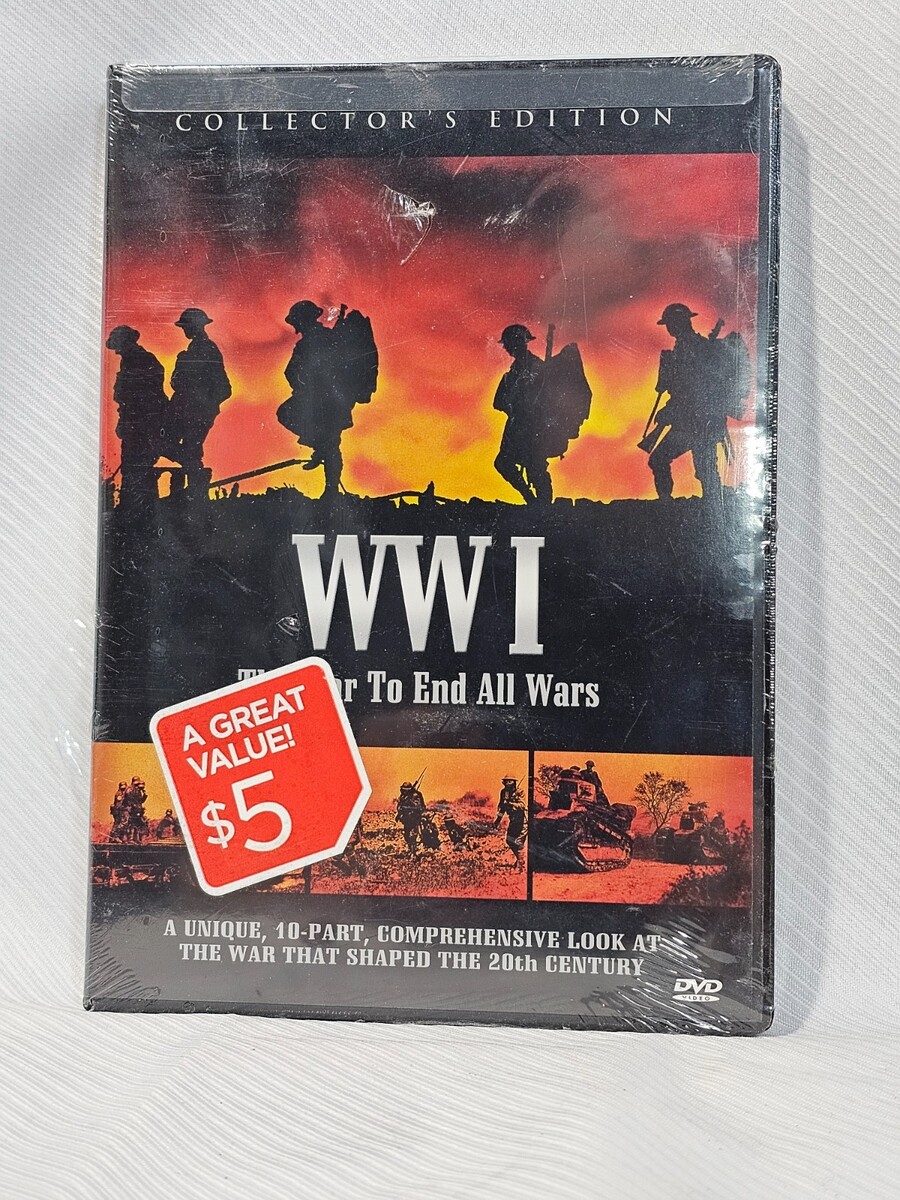 COLLECTOR'S EDITION
WWI
To End All Wars
A GREAT
VALUE!
$5
A UNIQUE, 10-PART, COMPREHENSIVE LOOK AT
THE WAR THAT SHAPED THE 20th CENTURY
DVD
VIDEO